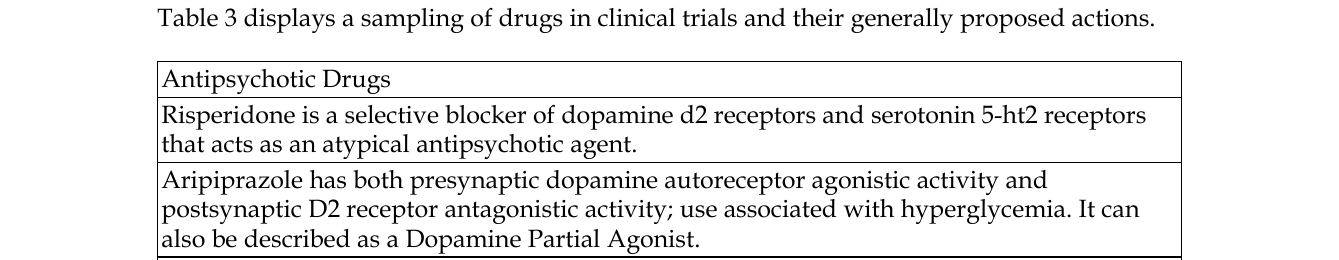 Table 3 displays a sampling of drugs in clinical trials and their generally proposed actions.
Antipsychotic Drugs
Risperidone is a selective blocker of dopamine d2 receptors and serotonin 5-ht2 receptors
that acts as an atypical antipsychotic agent.
Aripiprazole has both presynaptic dopamine autoreceptor agonistic activity and
postsynaptic D2 receptor antagonistic activity; use associated with hyperglycemia. It can
also be described as a Dopamine Partial Agonist.